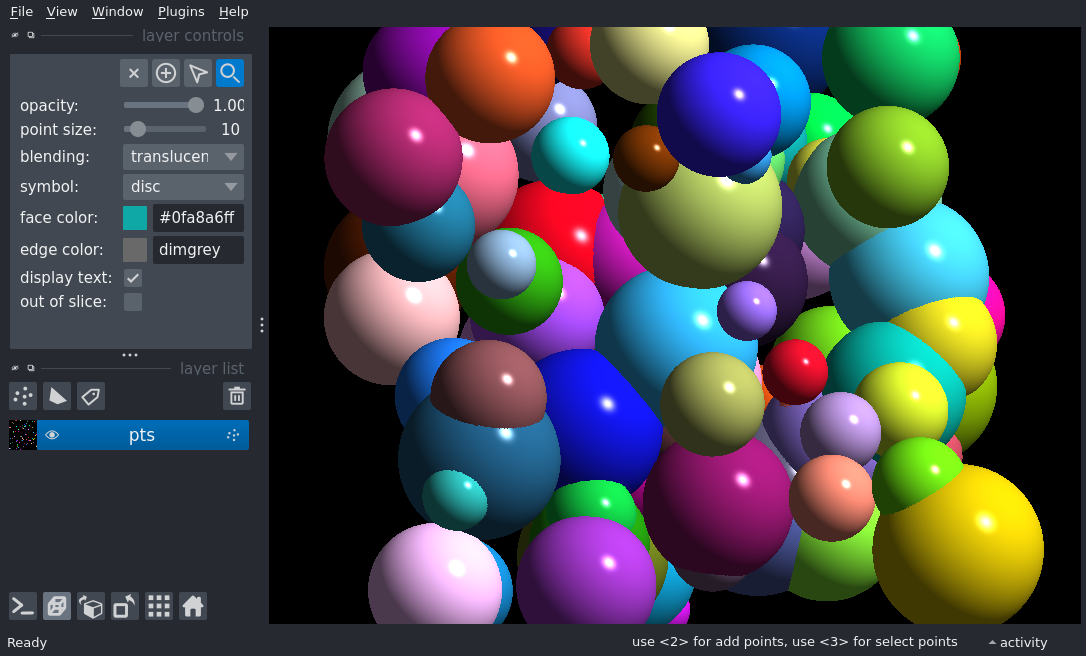 File View Window Plugins Help
layer controls
opacity: 1.00
point size: 10
blending: translucen
symbol: disc
face color: #0fa8a6ff
edge color: dimgrey
display text:
out of slice:
layer list
pts
Ready use <2> for add points, use <3> for select points activity